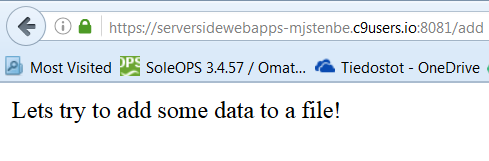 https://serversidewebapps-mjstenbe.c9users.io:8081/add
Most Visited OPS SoleOPS 3.4.57 / Omat... Tiedostot - OneDrive
Lets try to add some data to a file!